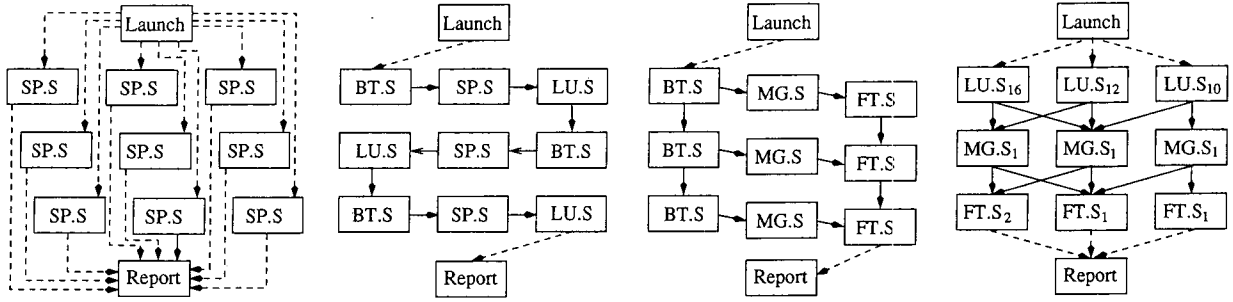 Launch
SP.S SP.S SP.S
SP.S SP.S SP.S
SP.S SP.S SP.S
Report
Launch
BT.S SP.S LU.S
LU.S SP.S BT.S
BT.S SP.S LU.S
Report
Launch
BT.S MG.S FT.S
BT.S MG.S FT.S
BT.S MG.S FT.S
Report
Launch
LU.S16 LU.S12 LU.S10
MG.S1 MG.S1 MG.S1
FT.S2 FT.S1 FT.S1
Report